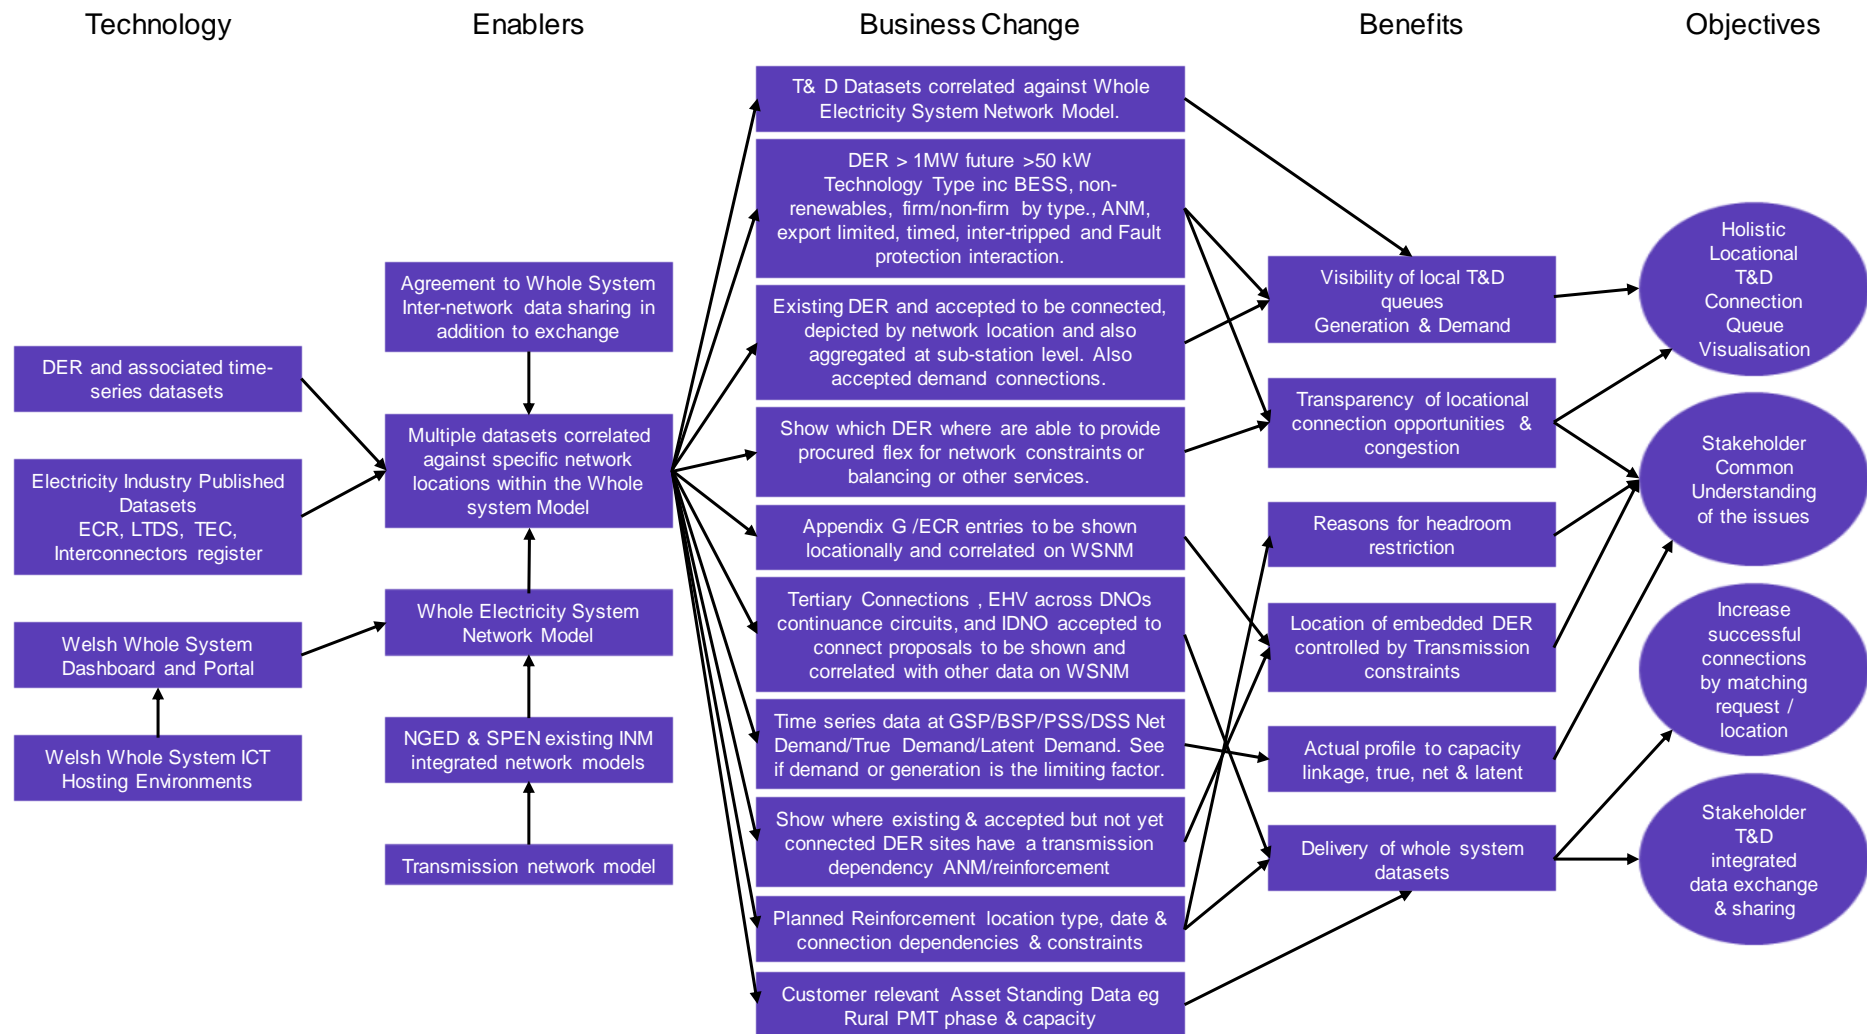 Technology
Enablers
Business Change
Benefits
Objectives
DER and associated time-
series datasets
Electricity Industry Published
Datasets
ECR, LTDS, TEC,
Interconnectors register
Welsh Whole System
Dashboard and Portal
Welsh Whole System ICT
Hosting Environments
Agreement to Whole System
Inter-network data sharing in
addition to exchange
Multiple datasets correlated
against specific network
locations within the Whole
system Model
Whole Electricity System
Network Model
NGED & SPEN existing INM
integrated network models
Transmission network model
T& D Datasets correlated against Whole
Electricity System Network Model.
DER > 1MW future >50 kW
Technology Type inc BESS, non-
renewables, firm/non-firm by type., ANM,
export limited, timed, inter-tripped and Fault
protection interaction.
Existing DER and accepted to be connected,
depicted by network location and also
aggregated at sub-station level. Also
accepted demand connections.
Show which DER where are able to provide
procured flex for network constraints or
balancing or other services.
Appendix G /ECR entries to be shown
locationally and correlated on WSNM
Tertiary Connections , EHV across DNOs
continuance circuits, and IDNO accepted to
connect proposals to be shown and
correlated with other data on WSNM
Time series data at GSP/BSP/PSS/DSS Net
Demand/True Demand/Latent Demand. See
if demand or generation is the limiting factor.
Show where existing & accepted but not yet
connected DER sites have a transmission
dependency ANM/reinforcement
Planned Reinforcement location type, date &
connection dependencies & constraints
Customer relevant Asset Standing Data eg
Rural PMT phase & capacity
Visibility of local T&D
queues
Generation & Demand
Transparency of locational
connection opportunities &
congestion
Reasons for headroom
restriction
Location of embedded DER
controlled by Transmission
constraints
Actual profile to capacity
linkage, true, net & latent
Delivery of whole system
datasets
Holistic
Locational
T&D
Connection
Queue
Visualisation
Stakeholder
Common
Understanding
of the issues
Increase
successful
connections
by matching
request /
location
Stakeholder
T&D
integrated
data exchange
& sharing